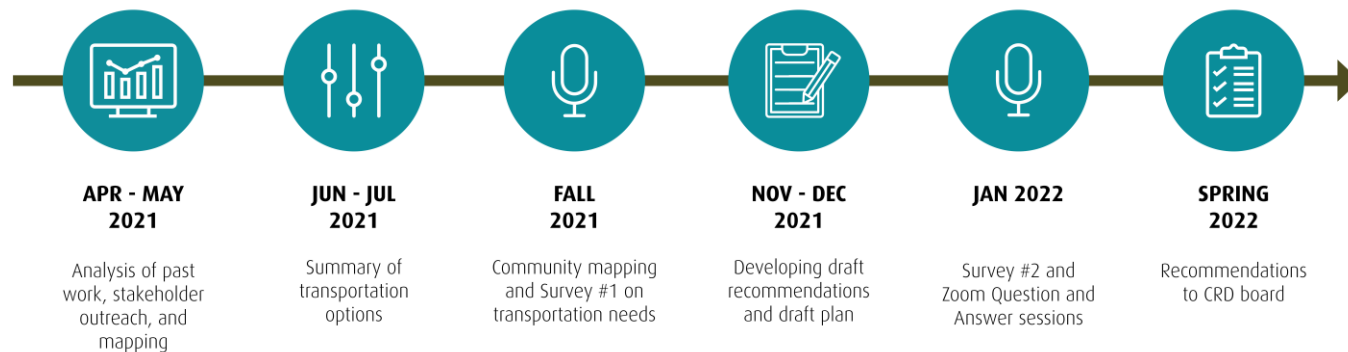 APR - MAY
2021
Analysis of past
work, stakeholder
outreach, and
mapping
JUN - JUL
2021
Summary of
transportation
options
FALL
2021
Community mapping
and Survey #1 on
transportation needs
NOV - DEC
2021
Developing draft
recommendations
and draft plan
JAN 2022
Survey #2 and
Zoom Question and
Answer sessions
SPRING
2022
Recommendations
to CRD board